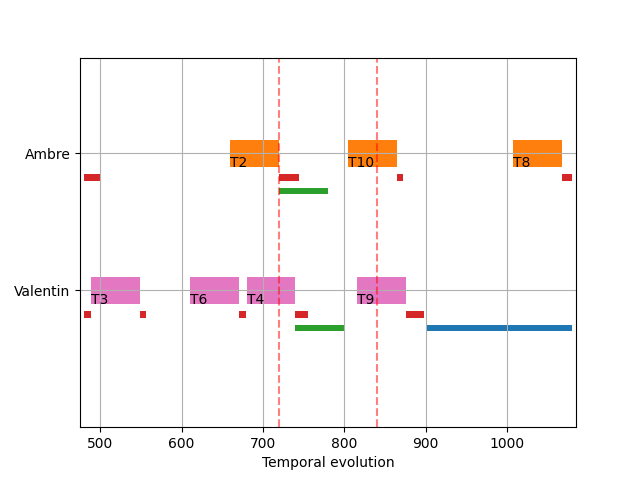 Ambre
T2
T10
T8
Valentin
T3
T6
T4
T9
500
600
700
800
900
1000
Temporal evolution